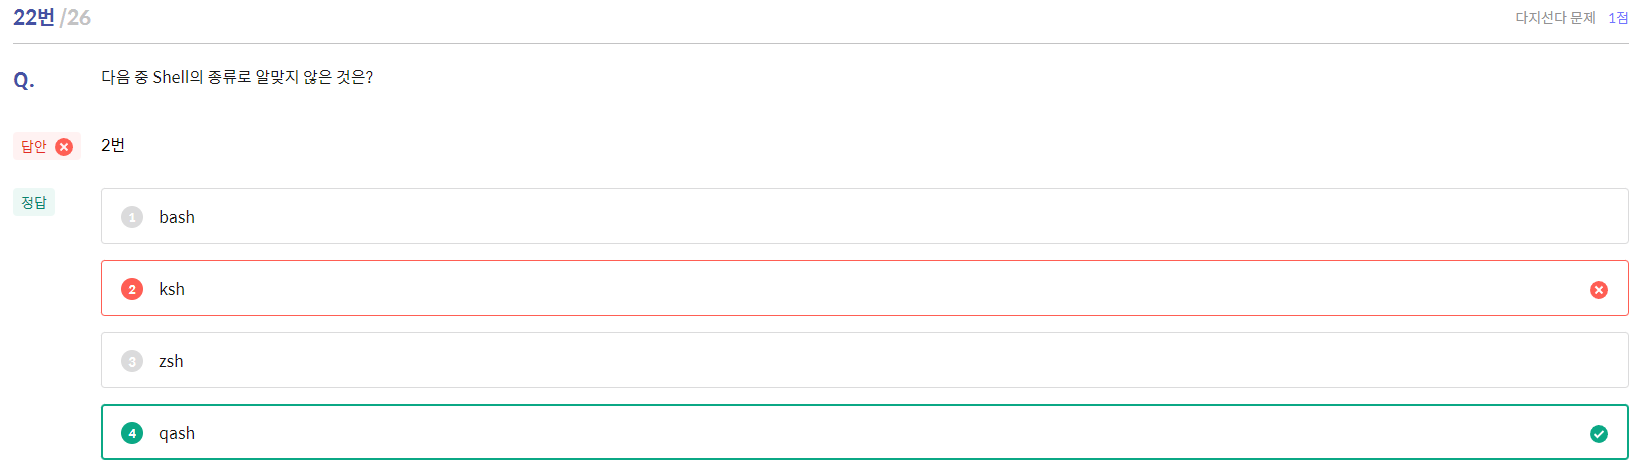 22번 /26
다지선다 문제 1점
Q. 다음 중 Shell의 종류로 알맞지 않은 것은?
답안 2번
정답
1 bash
2 ksh
3 zsh
4 qash